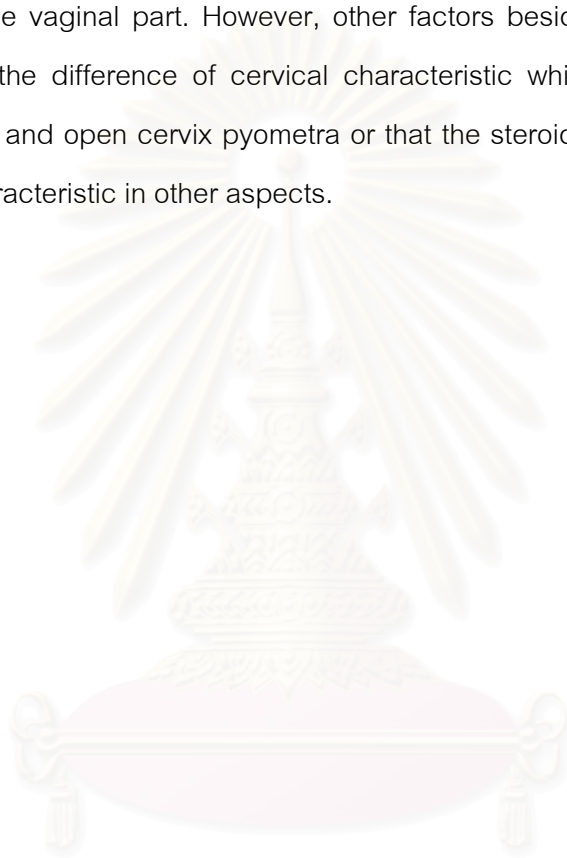 e vaginal part. However, other factors besid
the difference of cervical characteristic whi
and open cervix pyometra or that the steroid
racteristic in other aspects.